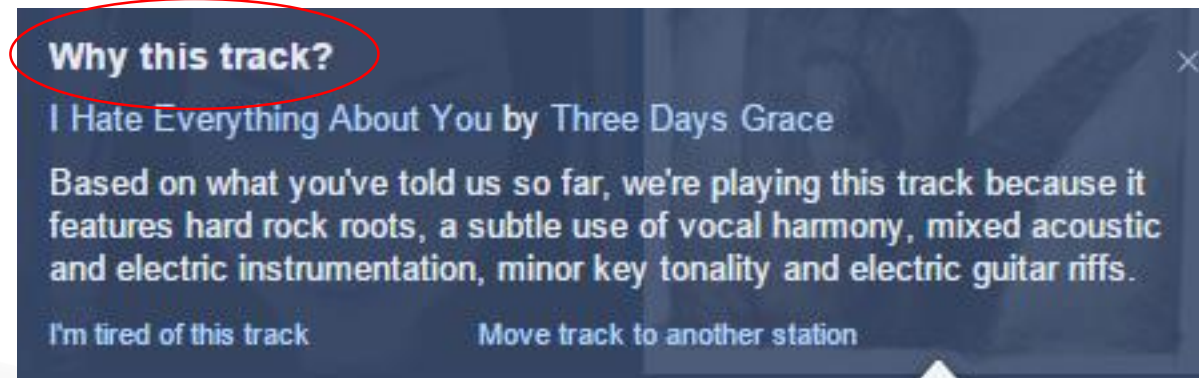 Why this track?
I Hate Everything About You by Three Days Grace
Based on what you've told us so far, we're playing this track because it
features hard rock roots, a subtle use of vocal harmony, mixed acoustic
and electric instrumentation, minor key tonality and electric guitar riffs.
I'm tired of this track Move track to another station